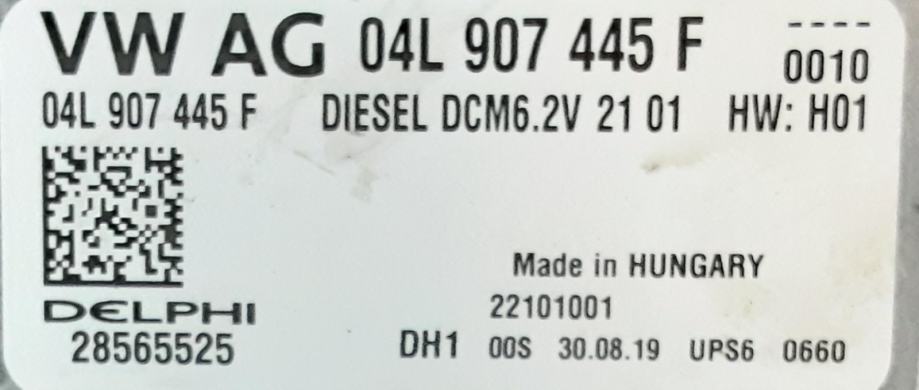 VW AG 04L 907 445 F ----
0010
04L 907 445 F DIESEL DCM6.2V 21 01 HW: H01
Made in HUNGARY
DELPHI 22101001
28565525 DH1 00S 30.08.19 UPS6 0660